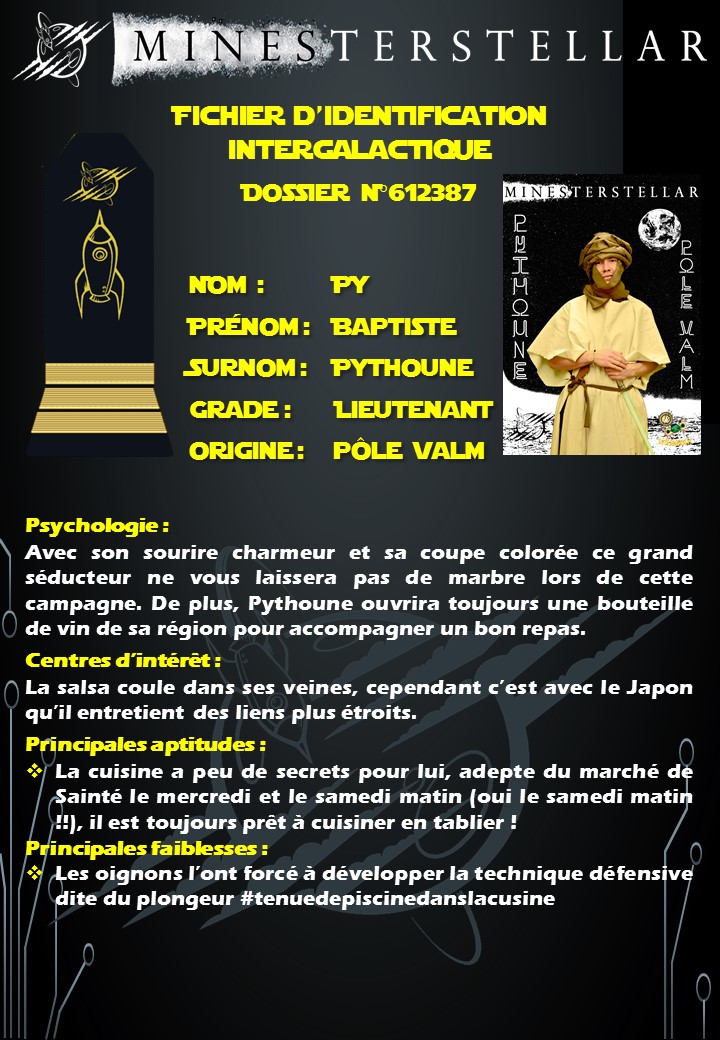 MINESTERSTELLAR
Fichier d'identification
intergalactique
Dossier N°612387
Nom : Py
Prénom : Baptiste
Surnom : Pythoune
Grade : Lieutenant
Origine : Pôle Valm
MINESTERSTELLAR
PYTHOUNE
PÔLE VALM
Psychologie :
Avec son sourire charmeur et sa coupe colorée ce grand
séducteur ne vous laissera pas de marbre lors de cette
campagne. De plus, Pythoune ouvrira toujours une bouteille
de vin de sa région pour accompagner un bon repas.
Centres d'intérêt :
La salsa coule dans ses veines, cependant c'est avec le Japon
qu'il entretient des liens plus étroits.
Principales aptitudes :
❖ La cuisine a peu de secrets pour lui, adepte du marché de
Sainté le mercredi et le samedi matin (oui le samedi matin
!!), il est toujours prêt à cuisiner en tablier !
Principales faiblesses :
❖ Les oignons l'ont forcé à développer la technique défensive
dite du plongeur #tenuedepiscinedanslacusine